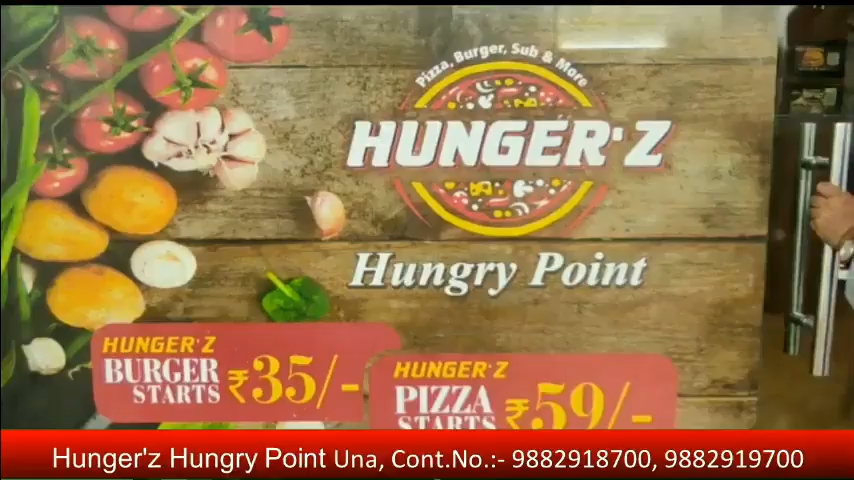 Pizza, Burger, Sub & More
HUNGER'Z
Hungry Point
HUNGER'Z
BURGER
STARTS
₹35/-
HUNGER'Z
PIZZA
STARTS
₹59/-
Hunger'z Hungry Point Una, Cont.No.:- 9882918700, 9882919700